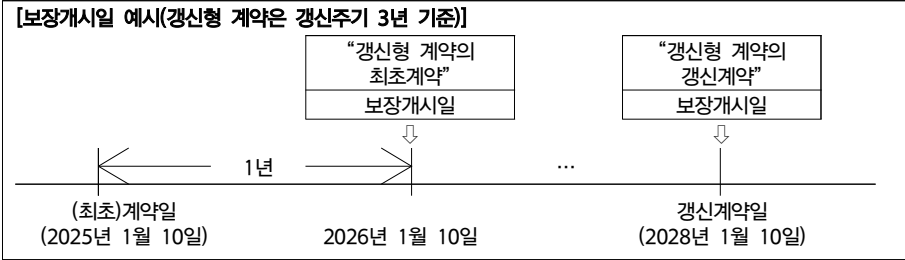 [보장개시일 예시(갱신형 계약은 갱신주기 3년 기준)]
“갱신형 계약의
최초계약”
보장개시일
“갱신형 계약의
갱신계약”
보장개시일
1년
…
(최초)계약일
(2025년 1월 10일)
2026년 1월 10일
갱신계약일
(2028년 1월 10일)